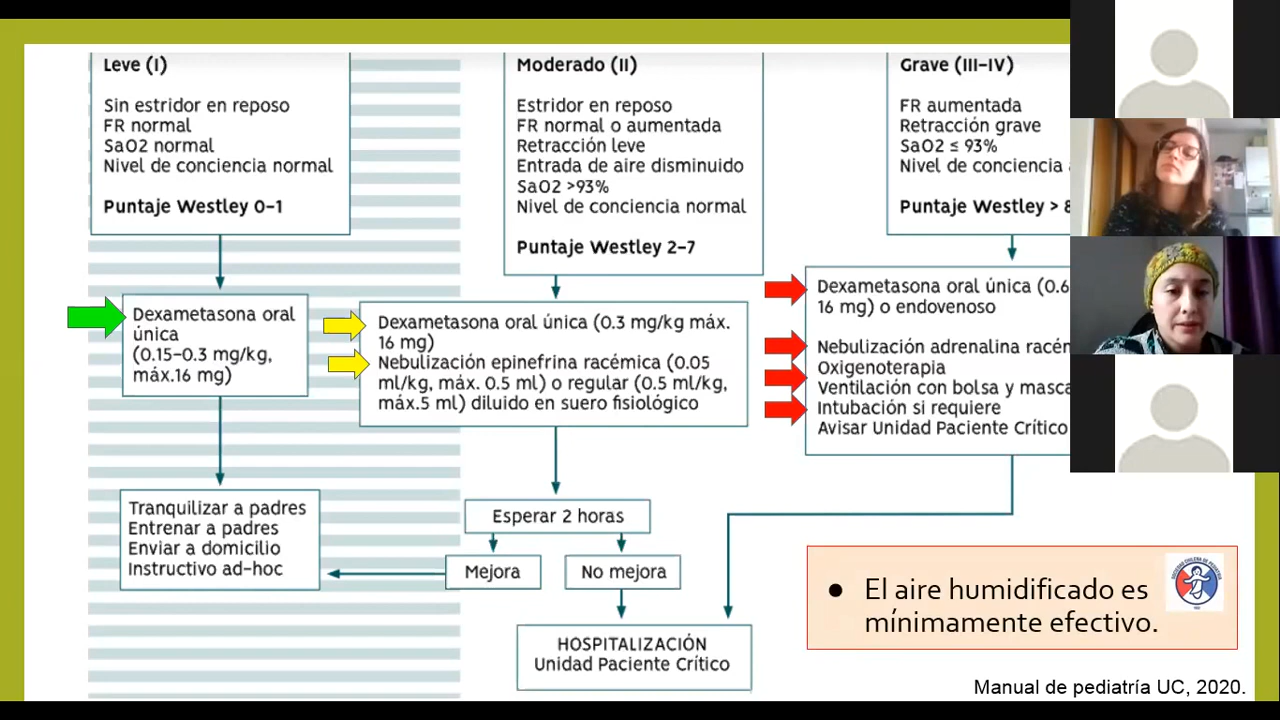 Leve (I)
Sin estridor en reposo
FR normal
SaO2 normal
Nivel de conciencia normal
Puntaje Westley 0–1
Moderado (II)
Estridor en reposo
FR normal o aumentada
Retracción leve
Entrada de aire disminuido
SaO2 >93%
Nivel de conciencia normal
Puntaje Westley 2–7
Grave (III–IV)
FR aumentada
Retracción grave
SaO2 ≤ 93%
Nivel de conciencia
Puntaje Westley > 8
Dexametasona oral
única
(0.15–0.3 mg/kg,
máx.16 mg)
Dexametasona oral única (0.3 mg/kg máx.
16 mg)
Nebulización epinefrina racémica (0.05
ml/kg, máx. 0.5 ml) o regular (0.5 ml/kg,
máx.5 ml) diluido en suero fisiológico
Dexametasona oral única (0.6
16 mg) o endovenoso
Nebulización adrenalina
Oxigenoterapia
Ventilación con bolsa y
Intubación si requiere
Avisar Unidad Paciente Crítico
Tranquilizar a padres
Entrenar a padres
Enviar a domicilio
Instructivo ad-hoc
Esperar 2 horas
Mejora
No mejora
HOSPITALIZACIÓN
Unidad Paciente Crítico
● El aire humidificado es
mínimamente efectivo.
Manual de pediatría UC, 2020.